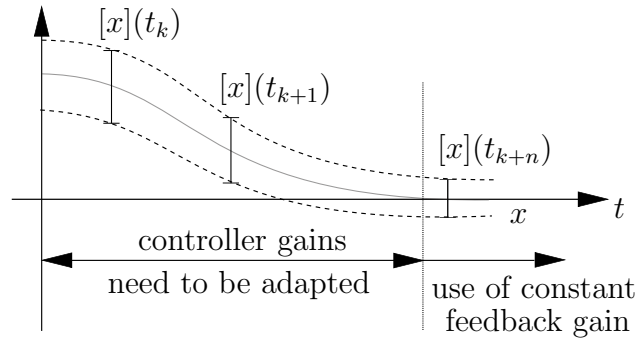 [x](t_k)
[x](t_{k+1})
[x](t_{k+n})
x
t
controller gains
need to be adapted
use of constant
feedback gain